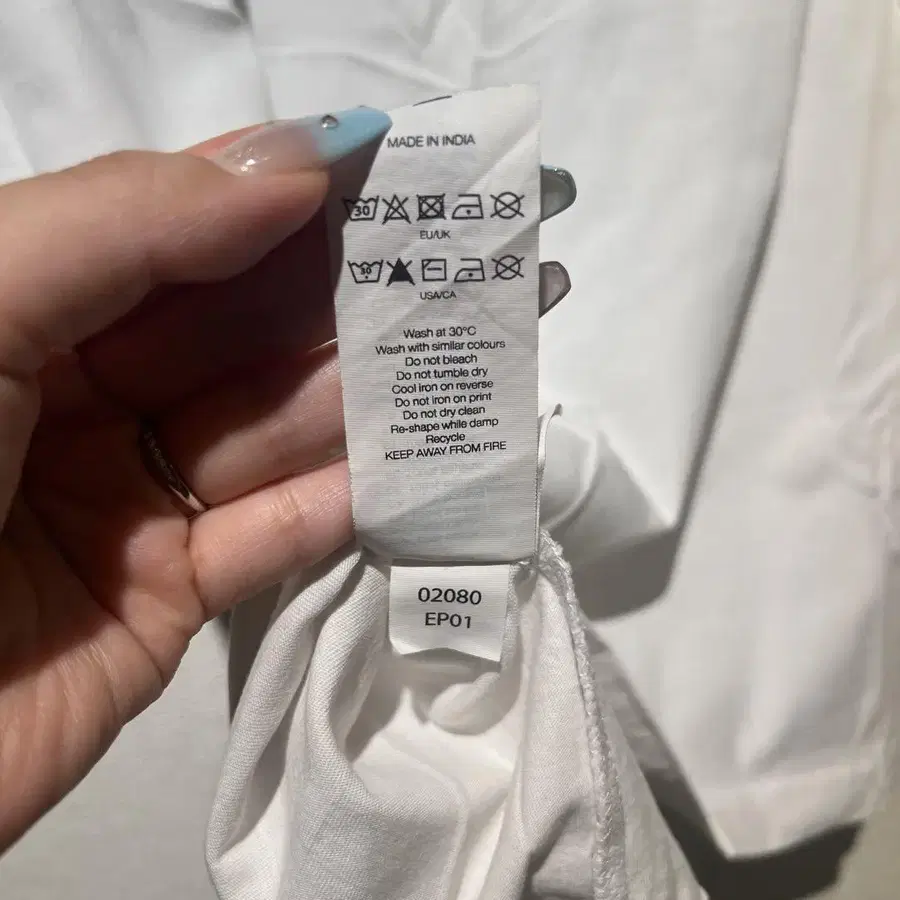 MADE IN INDIA
30
EU/UK
30
USA/CA
Wash at 30°C
Wash with similar colours
Do not bleach
Do not tumble dry
Cool iron on reverse
Do not iron on print
Do not dry clean
Re-shape while damp
Recycle
KEEP AWAY FROM FIRE
02080
EP01